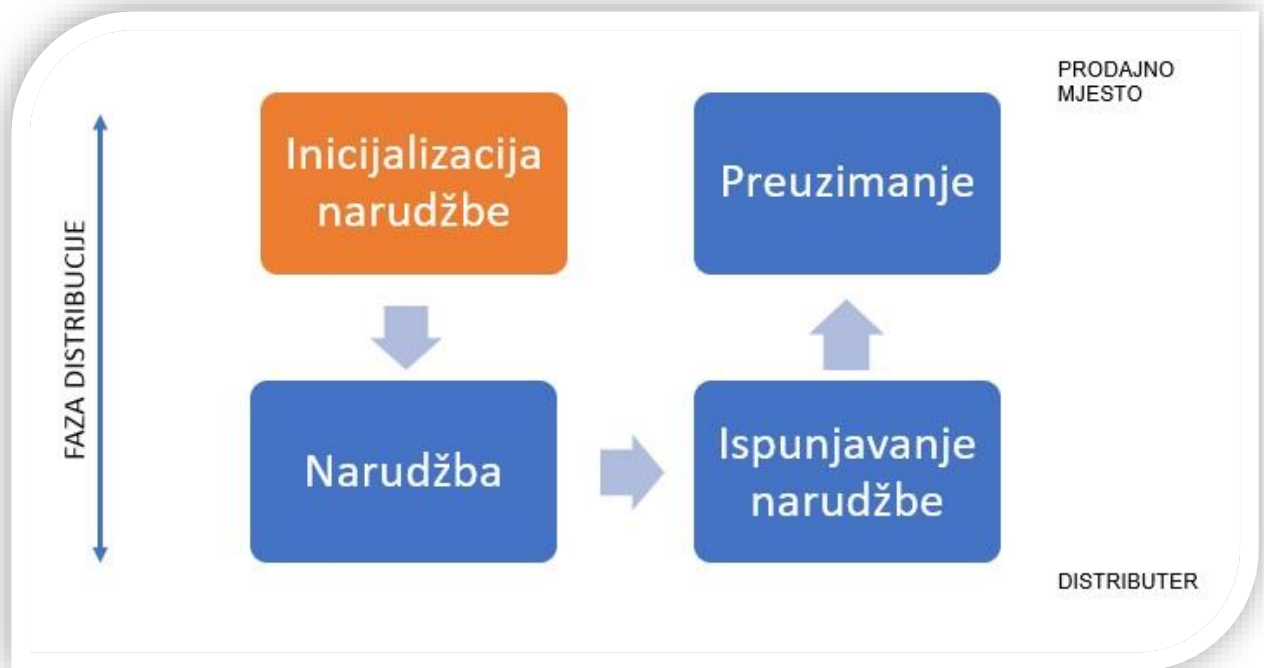 PRODAJNO
MJESTO
Inicijalizacija
narudžbe
Preuzimanje
FAZA DISTRIBUCIJE
Narudžba
Ispunjavanje
narudžbe
DISTRIBUTER